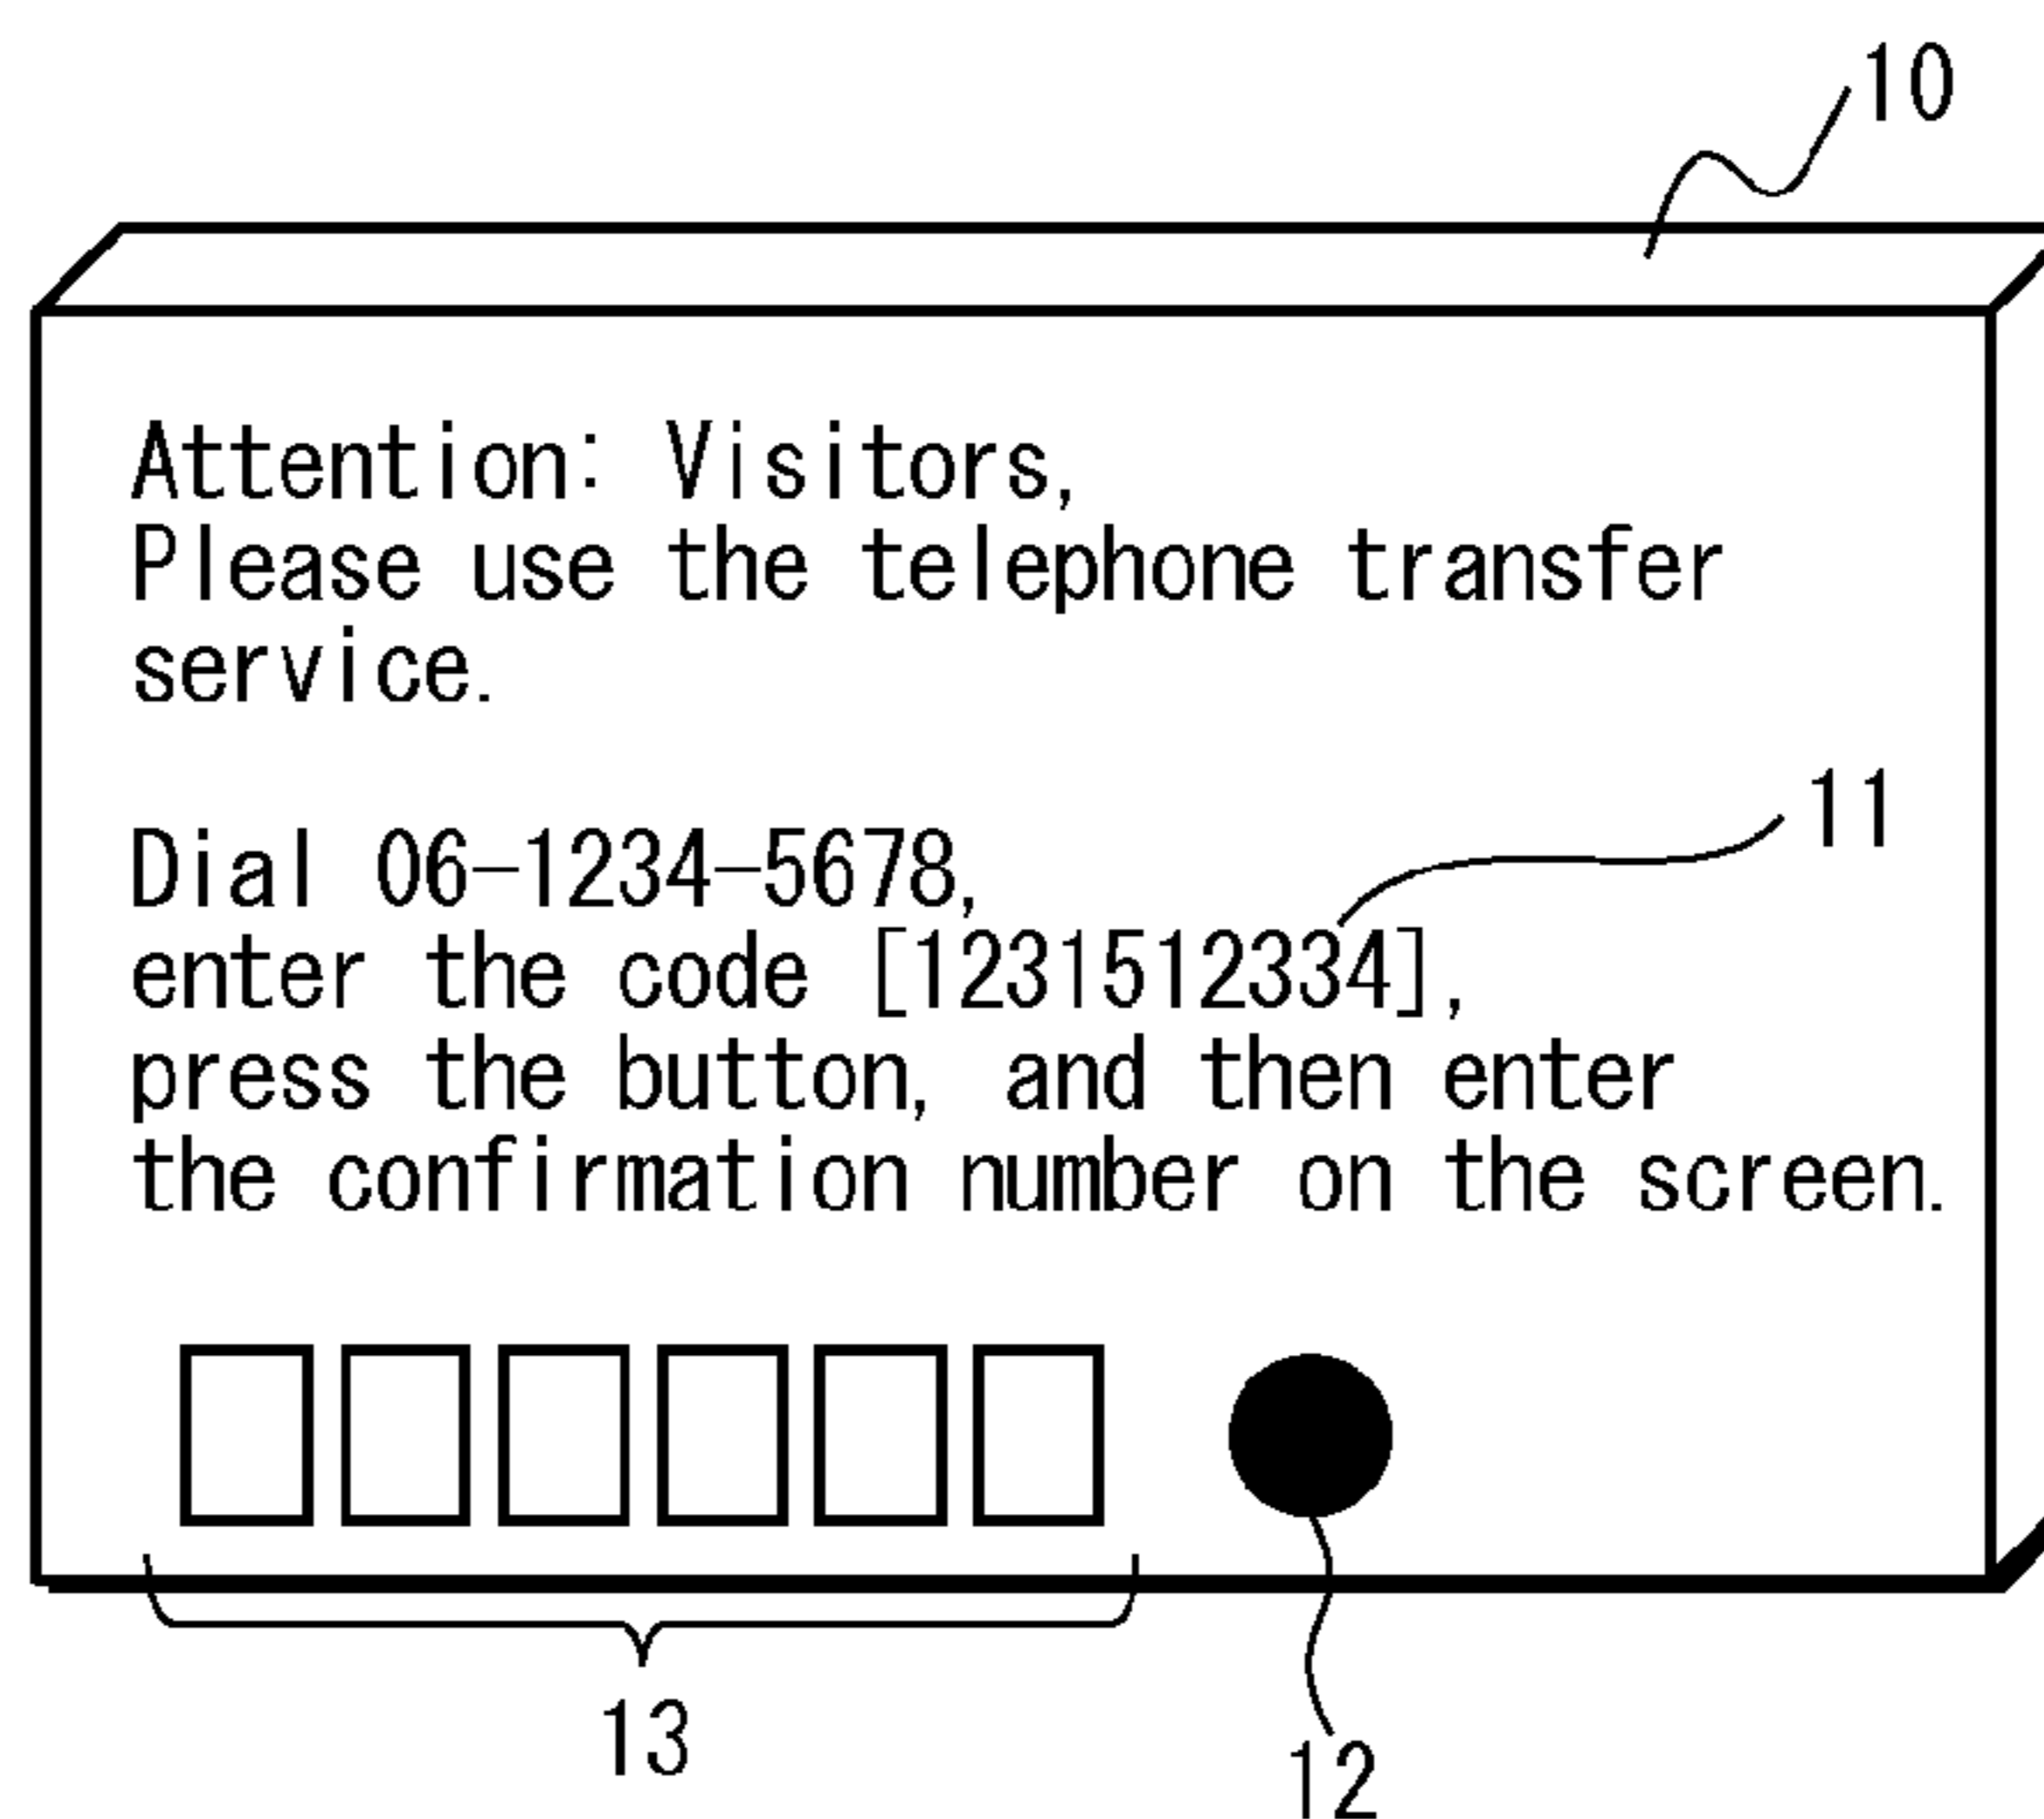 10
Attention: Visitors,
Please use the telephone transfer
service.
11
Dial 06-1234-5678,
enter the code [1231512334],
press the button, and then enter
the confirmation number on the screen.
13
12